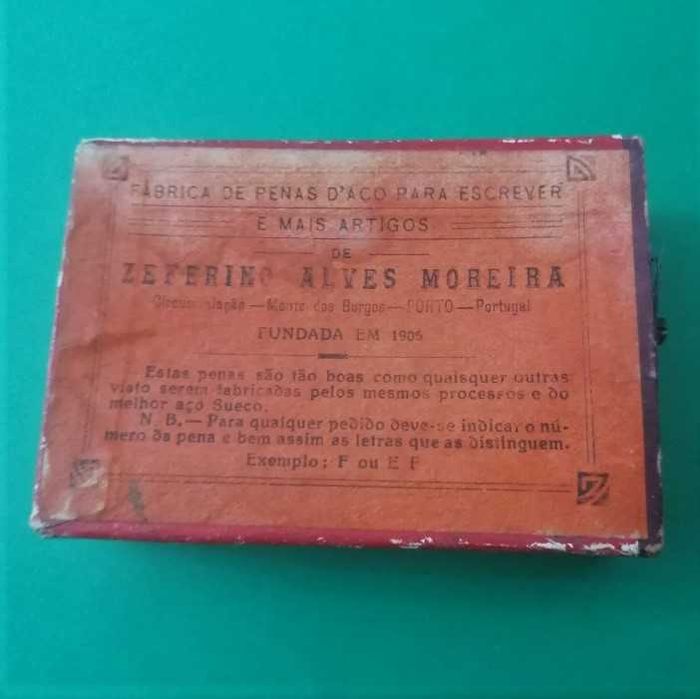 FÁBRICA DE PENAS D'AÇO PARA ESCREVER
E MAIS ARTIGOS
DE
ZEFERINO ALVES MOREIRA
Circunvalação — Monte dos Burgos — PORTO — Portugal
FUNDADA EM 1905
Estas penas são tão boas como quaisquer outras
visto serem fabricadas pelos mesmos processos e do
melhor aço Sueco.
N. B. — Para qualquer pedido deve-se indicar o nú-
mero da pena e bem assim as letras que as distinguem.
Exemplo: F ou E F